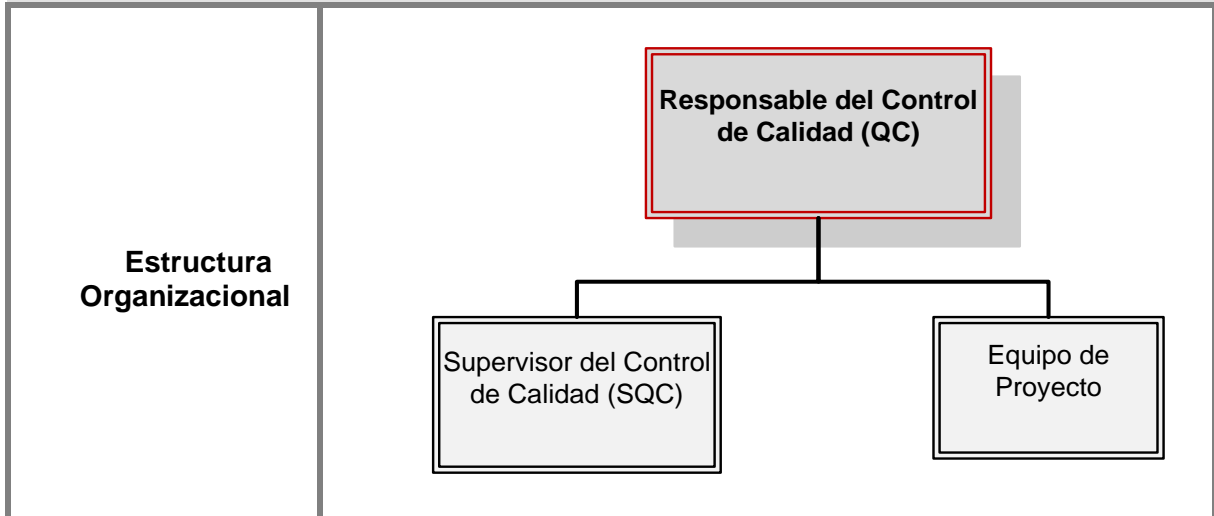 Estructura
Organizacional
Responsable del Control
de Calidad (QC)
Supervisor del Control
de Calidad (SQC)
Equipo de
Proyecto